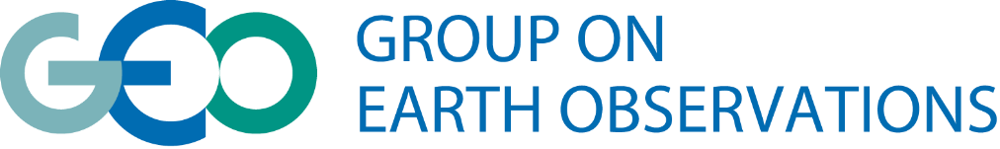 GEO
GROUP ON
EARTH OBSERVATIONS